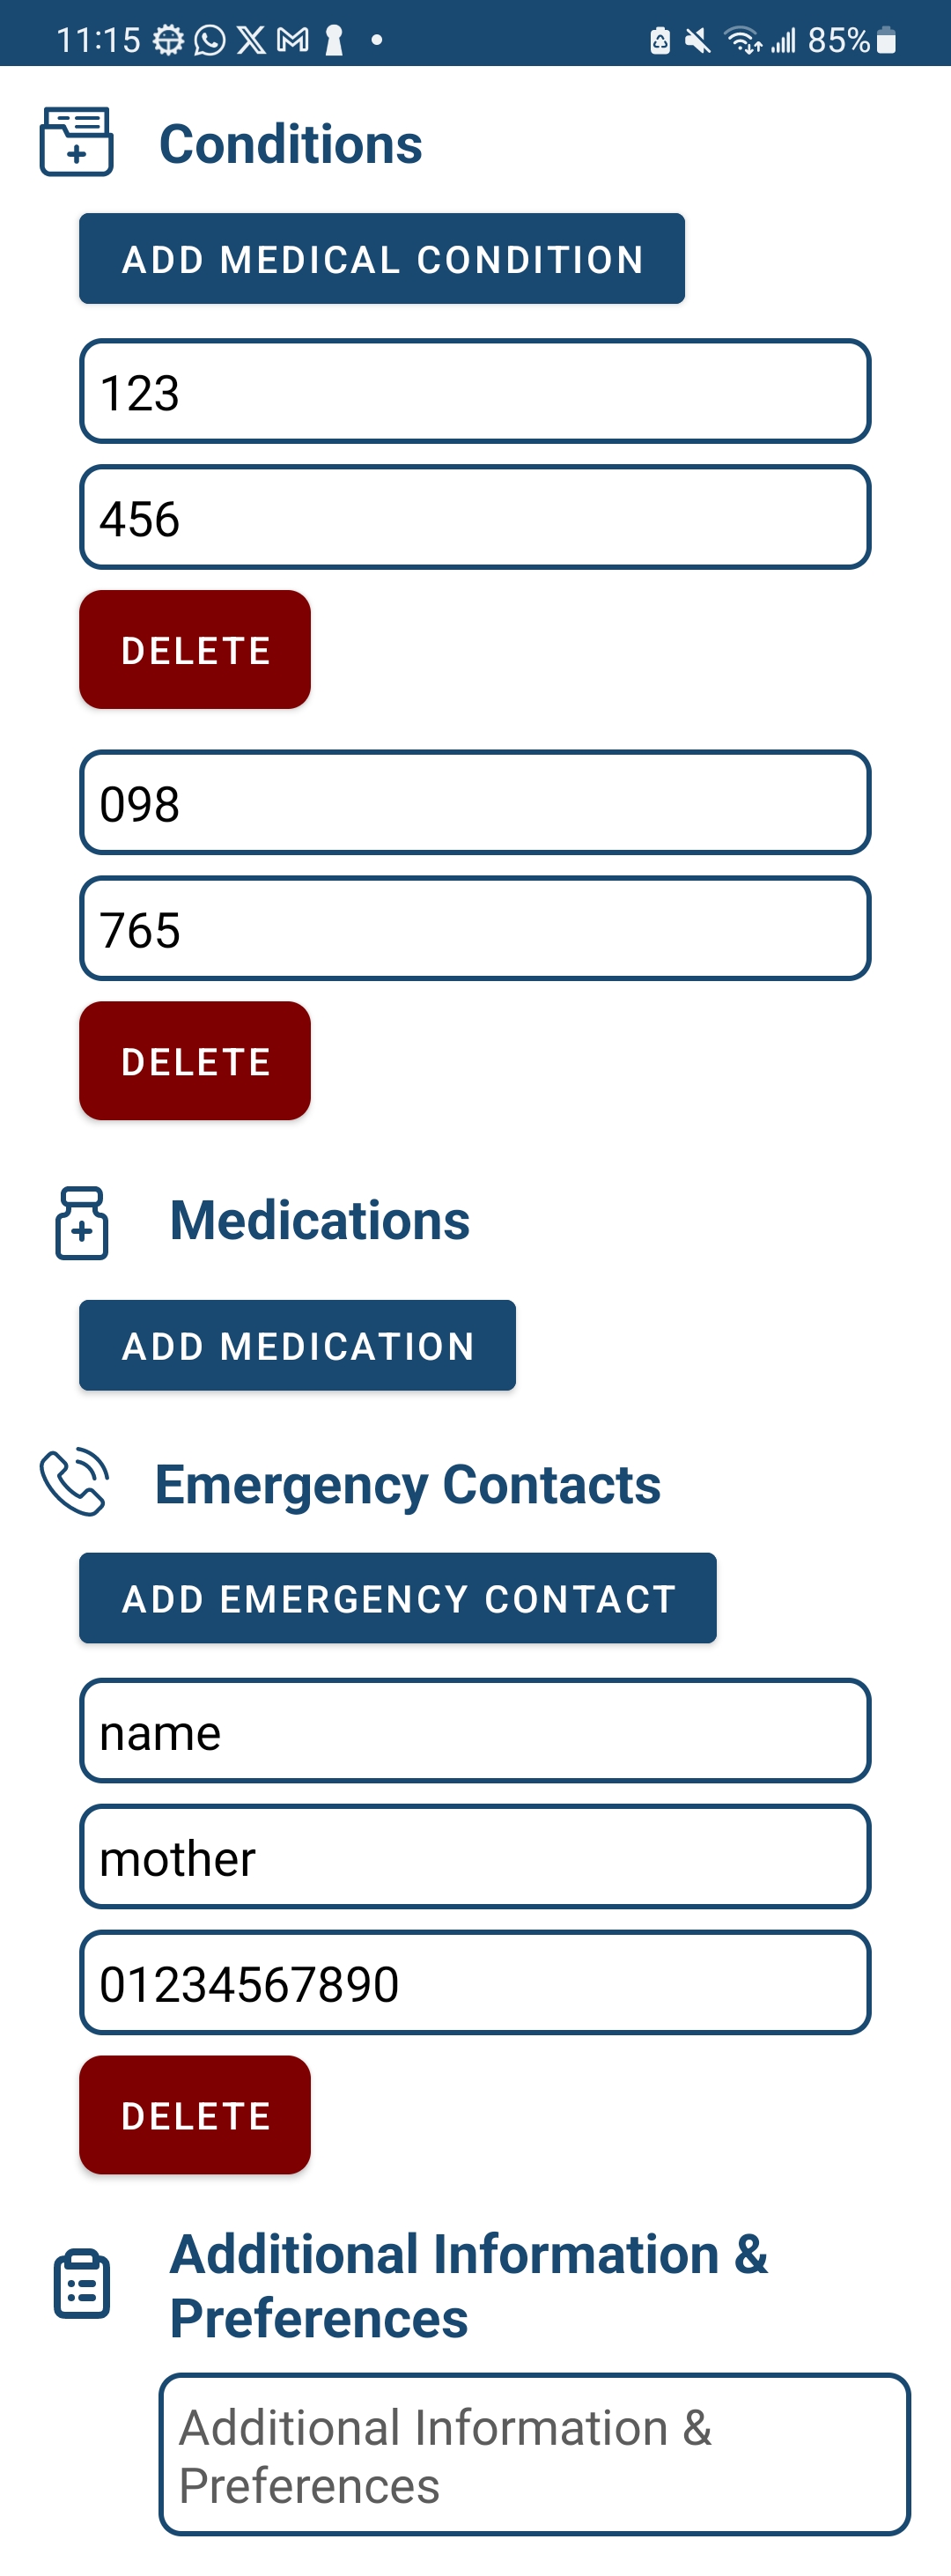 11:15 85%
Conditions
ADD MEDICAL CONDITION
123
456
DELETE
098
765
DELETE
Medications
ADD MEDICATION
Emergency Contacts
ADD EMERGENCY CONTACT
name
mother
01234567890
DELETE
Additional Information &
Preferences
Additional Information &
Preferences